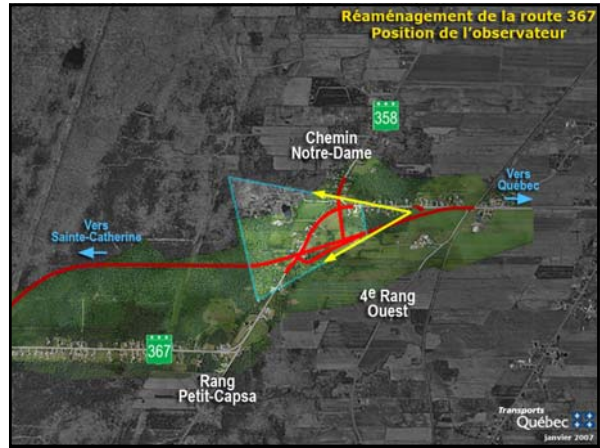 Réaménagement de la route 367
Position de l'observateur
358
Chemin
Notre-Dame
Vers
Québec
Vers
Sainte-Catherine
4e Rang
Ouest
367
Rang
Petit-Capsa
Transports
Québec
janvier 2007